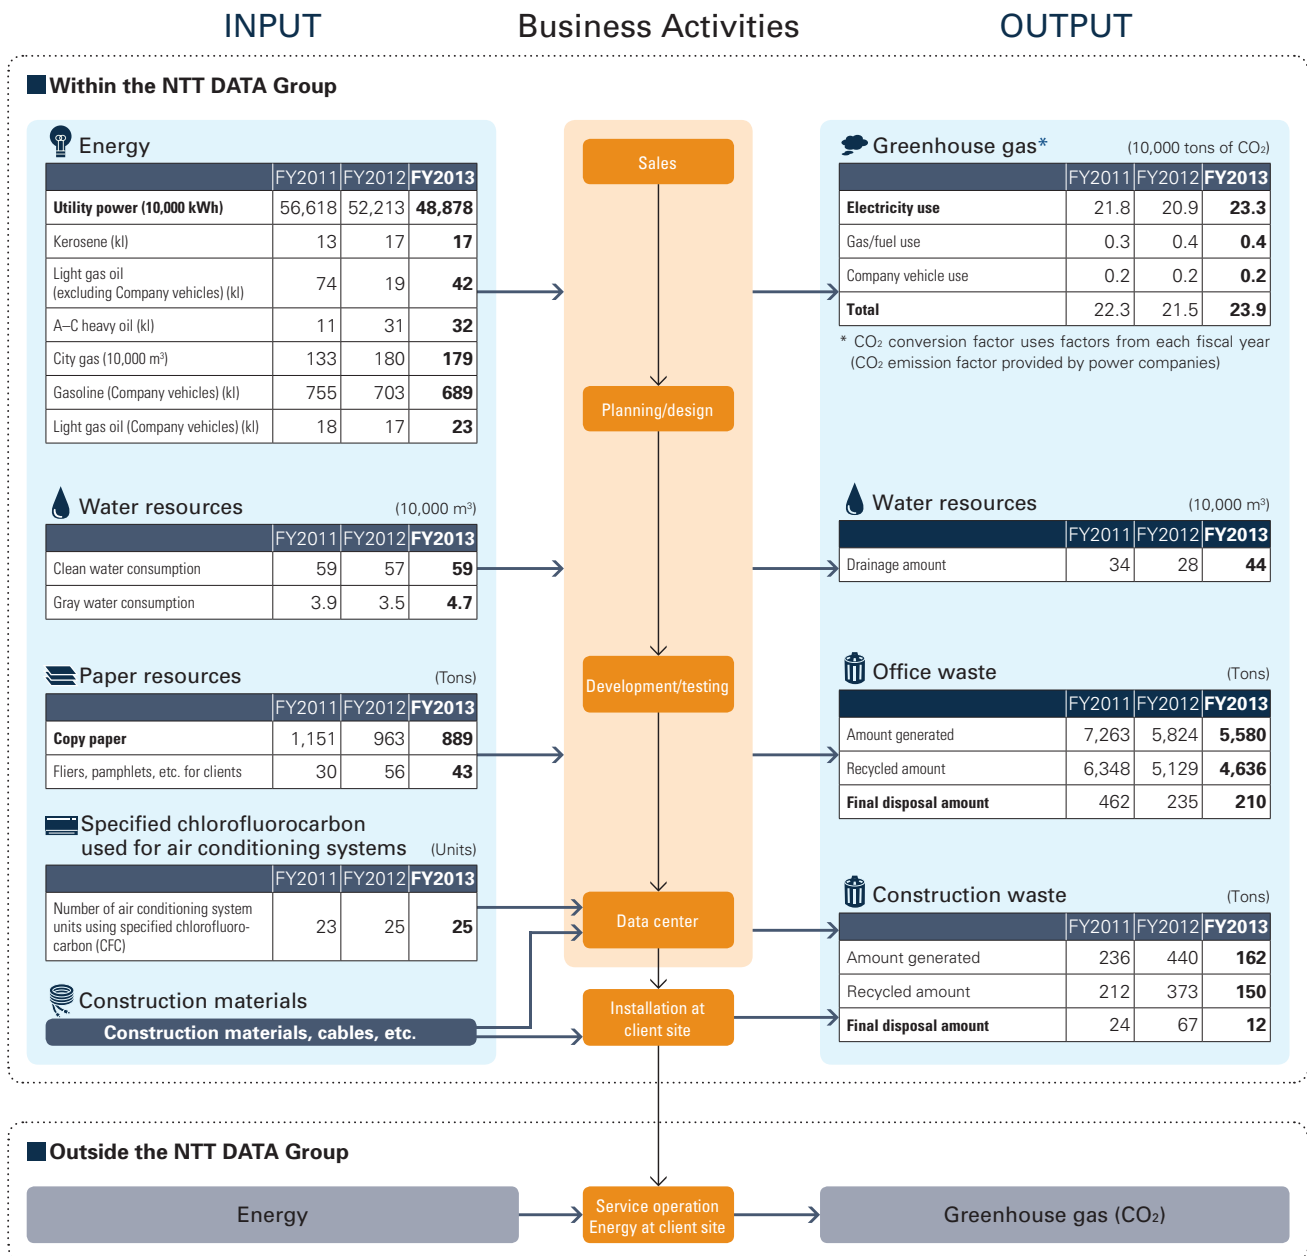 INPUT Business Activities OUTPUT
Within the NTT DATA Group
Energy
FY2011 FY2012 FY2013
Utility power (10,000 kWh) 56,618 52,213 48,878
Kerosene (kl) 13 17 17
Light gas oil
(excluding Company vehicles) (kl) 74 19 42
A–C heavy oil (kl) 11 31 32
City gas (10,000 m³) 133 180 179
Gasoline (Company vehicles) (kl) 755 703 689
Light gas oil (Company vehicles) (kl) 18 17 23
Water resources (10,000 m³)
FY2011 FY2012 FY2013
Clean water consumption 59 57 59
Gray water consumption 3.9 3.5 4.7
Paper resources (Tons)
FY2011 FY2012 FY2013
Copy paper 1,151 963 889
Fliers, pamphlets, etc. for clients 30 56 43
Specified chlorofluorocarbon
used for air conditioning systems (Units)
FY2011 FY2012 FY2013
Number of air conditioning system
units using specified chlorofluoro- 23 25 25
carbon (CFC)
Construction materials
Construction materials, cables, etc.
Sales
Planning/design
Development/testing
Data center
Installation at
client site
Greenhouse gas* (10,000 tons of CO₂)
FY2011 FY2012 FY2013
Electricity use 21.8 20.9 23.3
Gas/fuel use 0.3 0.4 0.4
Company vehicle use 0.2 0.2 0.2
Total 22.3 21.5 23.9
* CO₂ conversion factor uses factors from each fiscal year
(CO₂ emission factor provided by power companies)
Water resources (10,000 m³)
FY2011 FY2012 FY2013
Drainage amount 34 28 44
Office waste (Tons)
FY2011 FY2012 FY2013
Amount generated 7,263 5,824 5,580
Recycled amount 6,348 5,129 4,636
Final disposal amount 462 235 210
Construction waste (Tons)
FY2011 FY2012 FY2013
Amount generated 236 440 162
Recycled amount 212 373 150
Final disposal amount 24 67 12
Outside the NTT DATA Group
Energy
Service operation
Energy at client site
Greenhouse gas (CO₂)